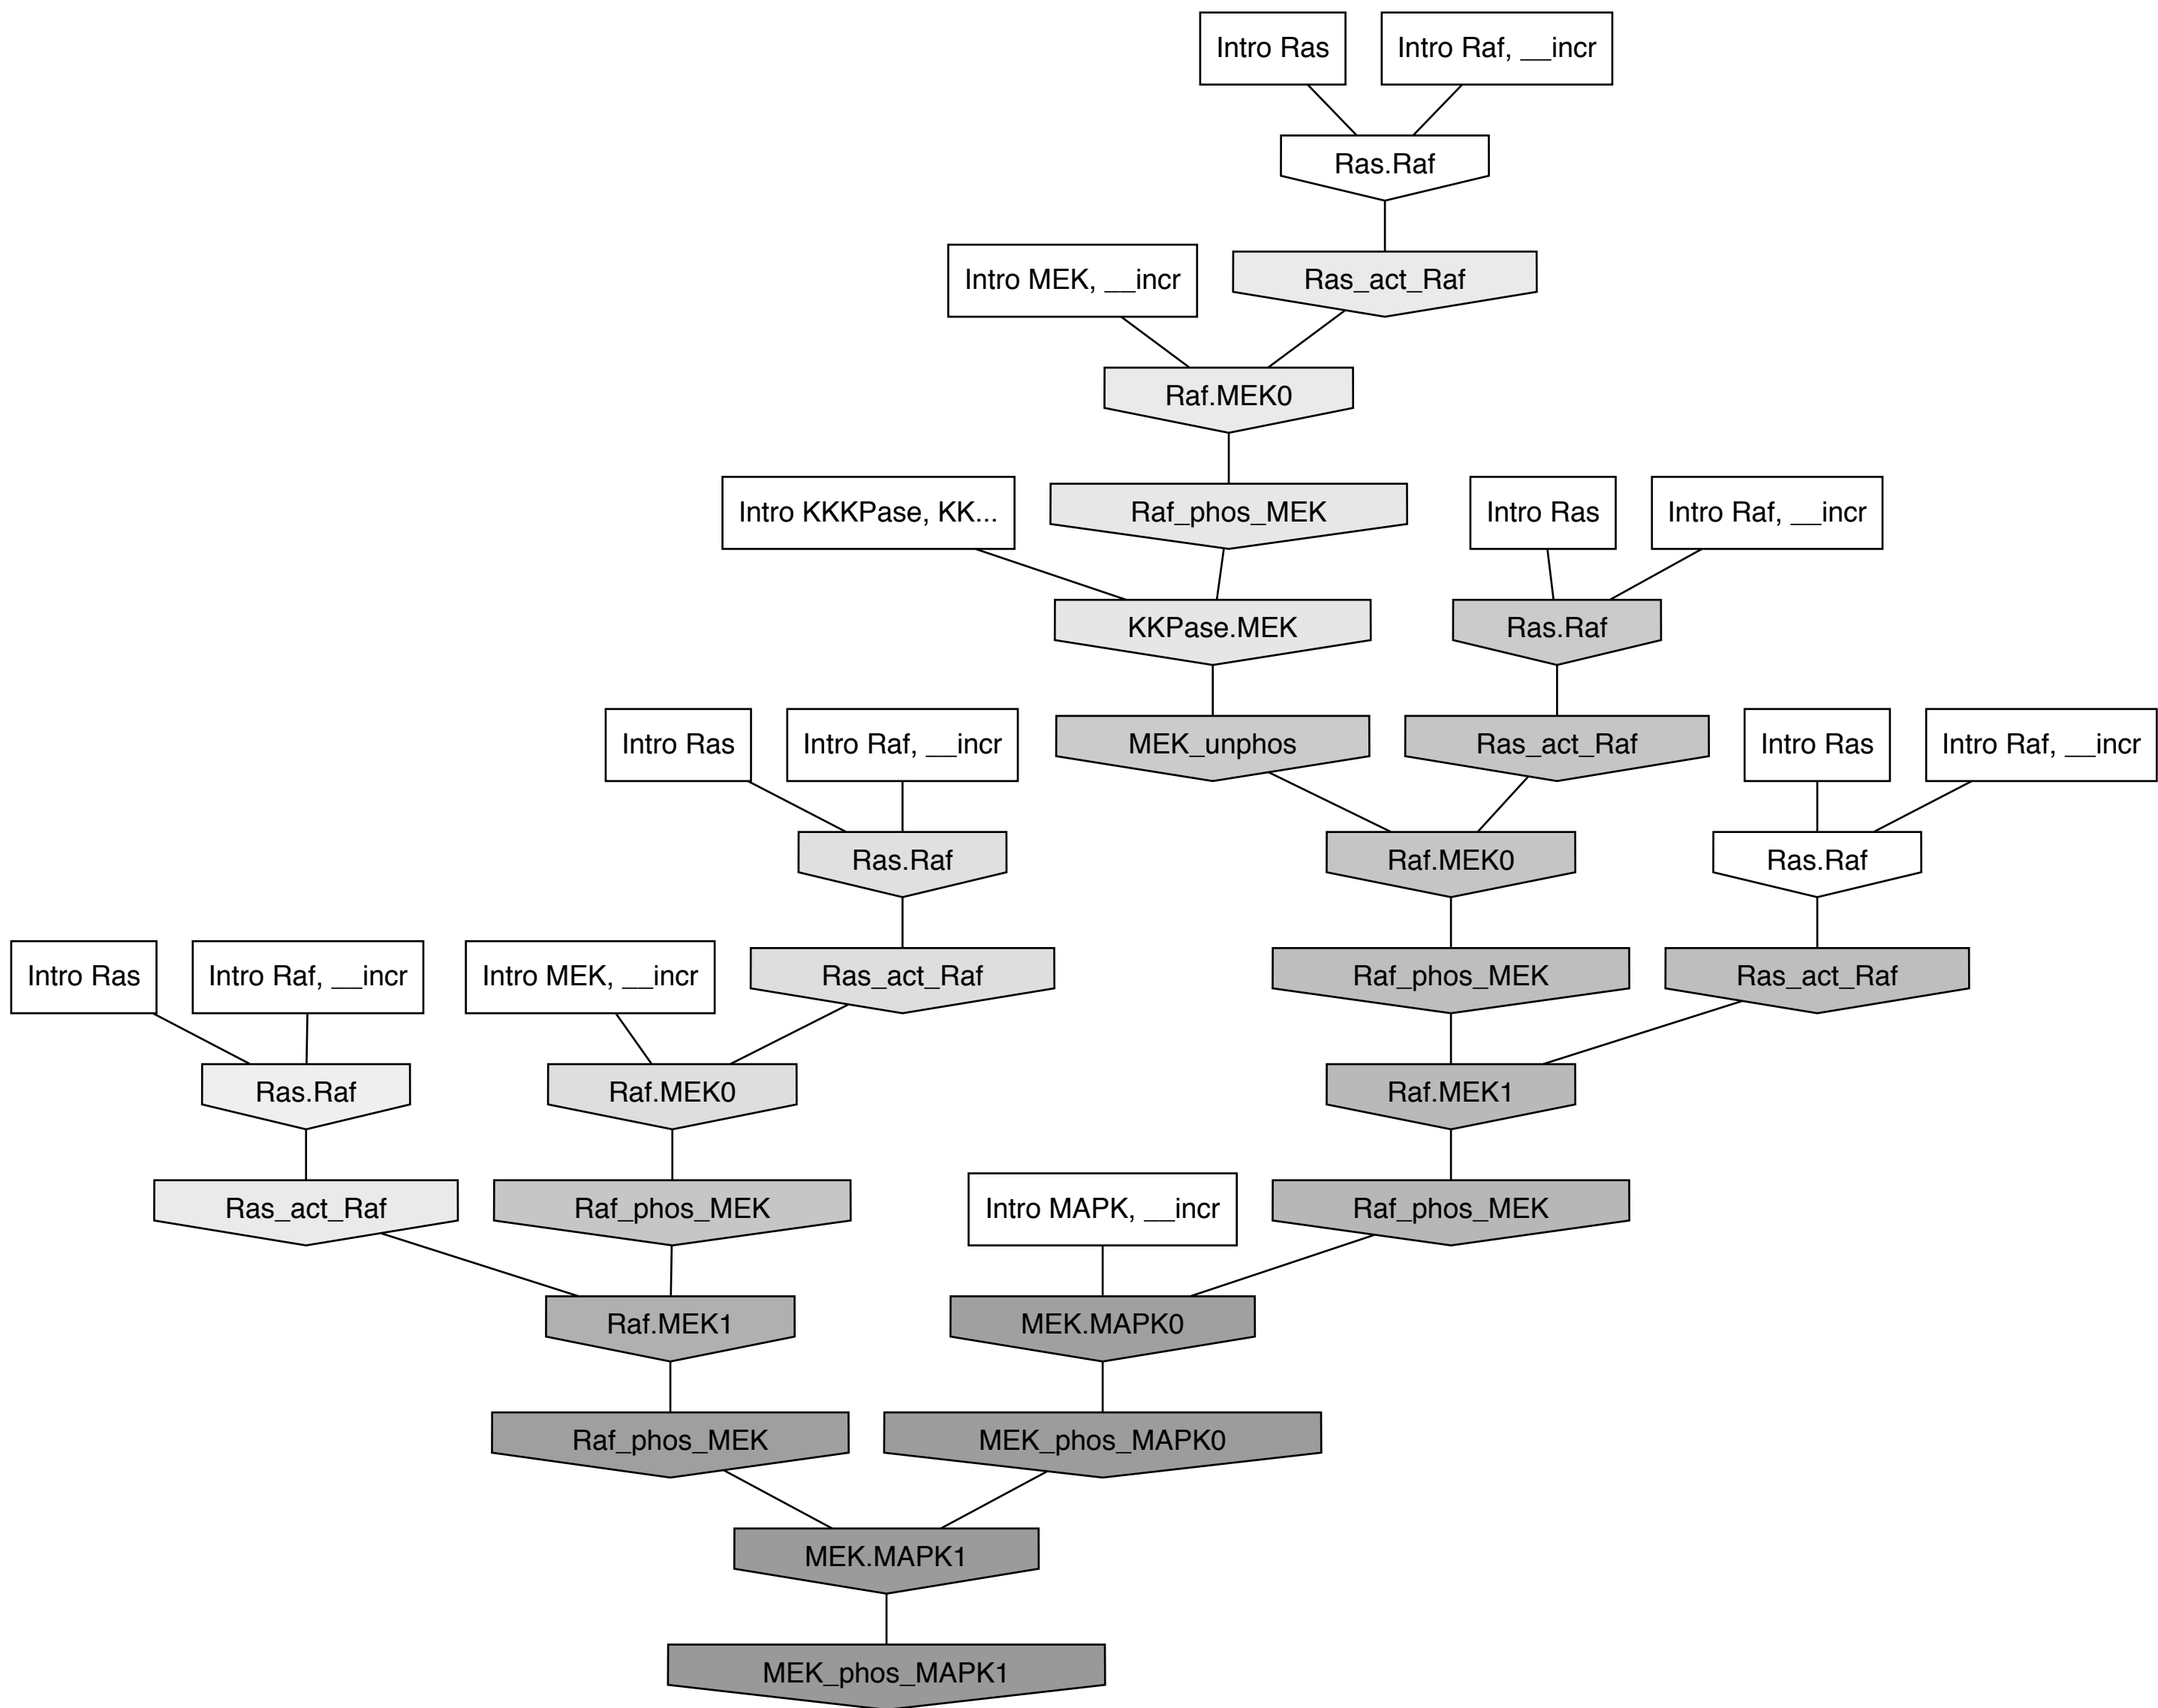 Intro Ras
Intro Raf, __incr
Ras.Raf
Intro MEK, __incr
Ras_act_Raf
Raf.MEK0
Intro KKKPase, KK...
Raf_phos_MEK
Intro Ras
Intro Raf, __incr
KKPase.MEK
Ras.Raf
Intro Ras
Intro Raf, __incr
MEK_unphos
Ras_act_Raf
Intro Ras
Intro Raf, __incr
Ras.Raf
Raf.MEK0
Ras.Raf
Intro Ras
Intro Raf, __incr
Intro MEK, __incr
Ras_act_Raf
Raf_phos_MEK
Ras_act_Raf
Ras.Raf
Raf.MEK0
Raf.MEK1
Ras_act_Raf
Raf_phos_MEK
Intro MAPK, __incr
Raf_phos_MEK
Raf.MEK1
MEK.MAPK0
Raf_phos_MEK
MEK_phos_MAPK0
MEK.MAPK1
MEK_phos_MAPK1